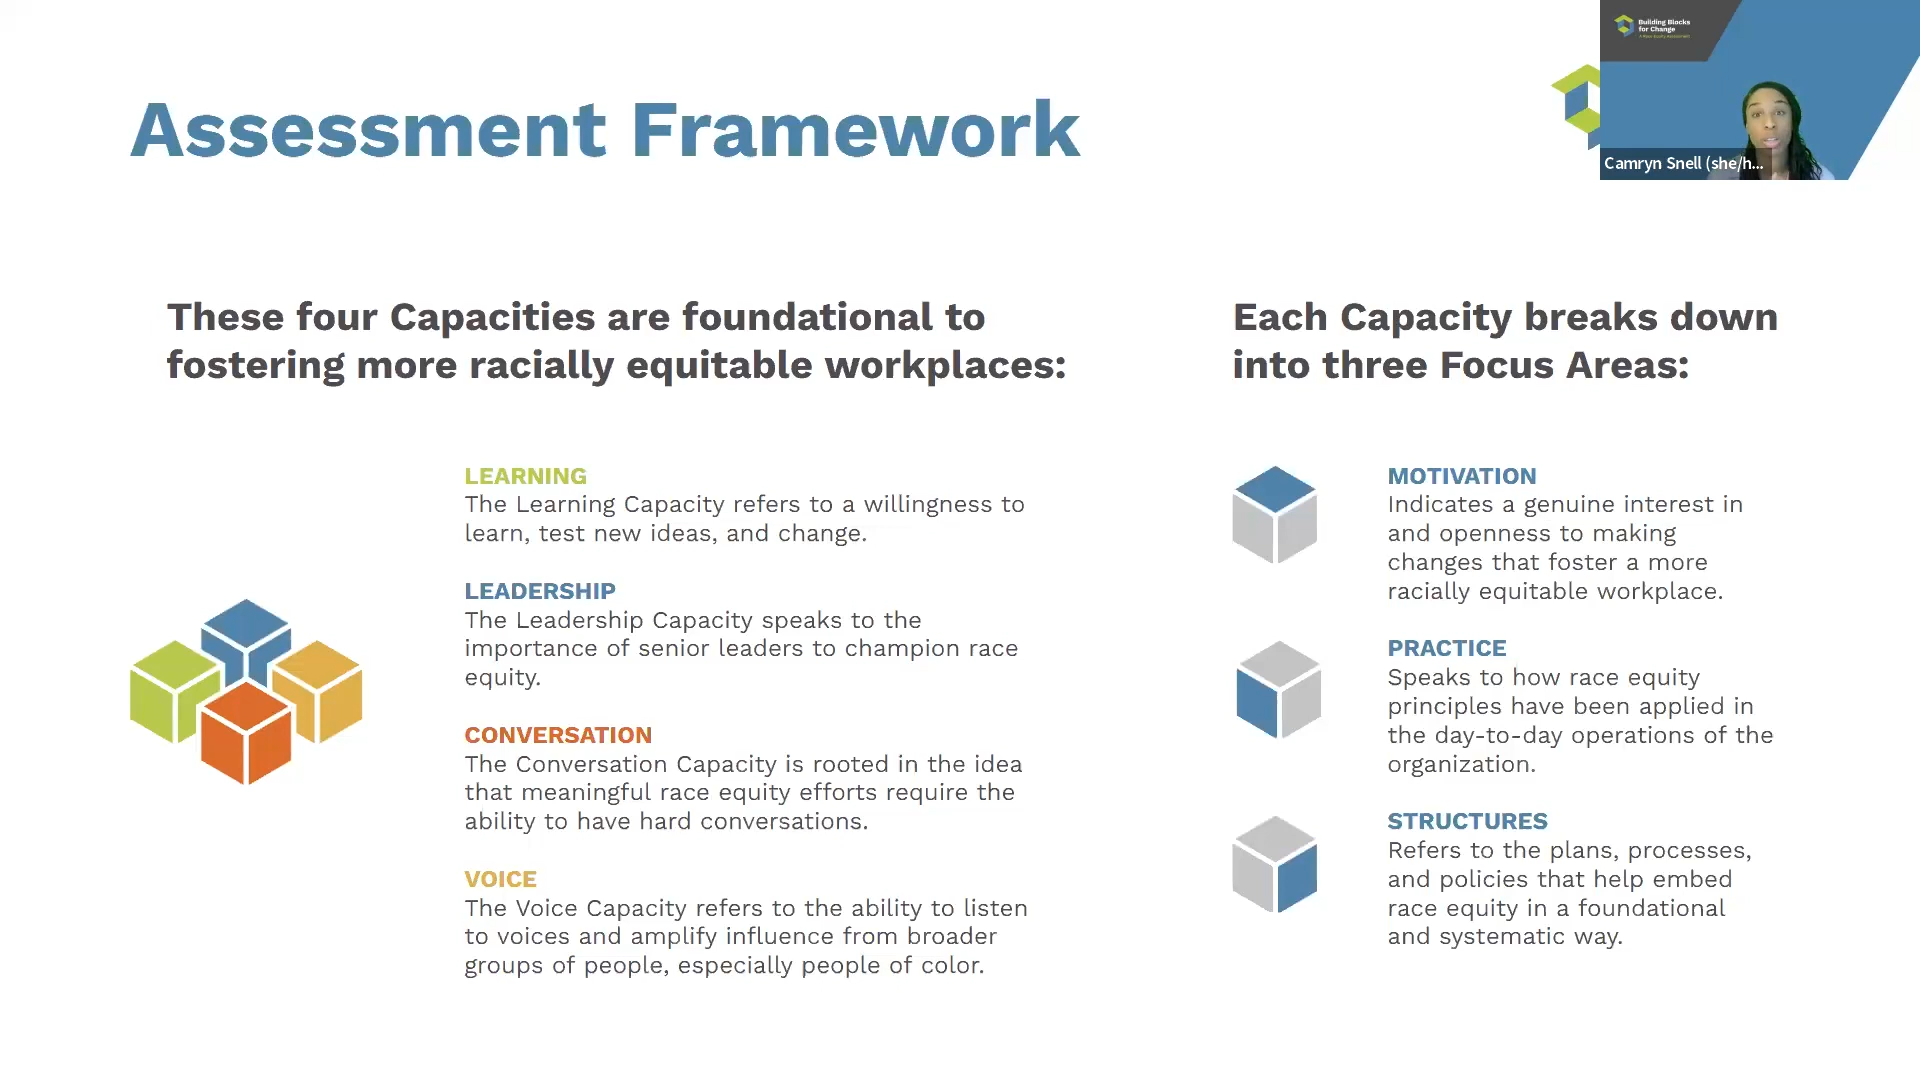 Building Blocks
for Change
A Race Equity Assessment
Camryn Snell (she/h...
Assessment Framework
These four Capacities are foundational to
fostering more racially equitable workplaces:
LEARNING
The Learning Capacity refers to a willingness to
learn, test new ideas, and change.
LEADERSHIP
The Leadership Capacity speaks to the
importance of senior leaders to champion race
equity.
CONVERSATION
The Conversation Capacity is rooted in the idea
that meaningful race equity efforts require the
ability to have hard conversations.
VOICE
The Voice Capacity refers to the ability to listen
to voices and amplify influence from broader
groups of people, especially people of color.
Each Capacity breaks down
into three Focus Areas:
MOTIVATION
Indicates a genuine interest in
and openness to making
changes that foster a more
racially equitable workplace.
PRACTICE
Speaks to how race equity
principles have been applied in
the day-to-day operations of the
organization.
STRUCTURES
Refers to the plans, processes,
and policies that help embed
race equity in a foundational
and systematic way.